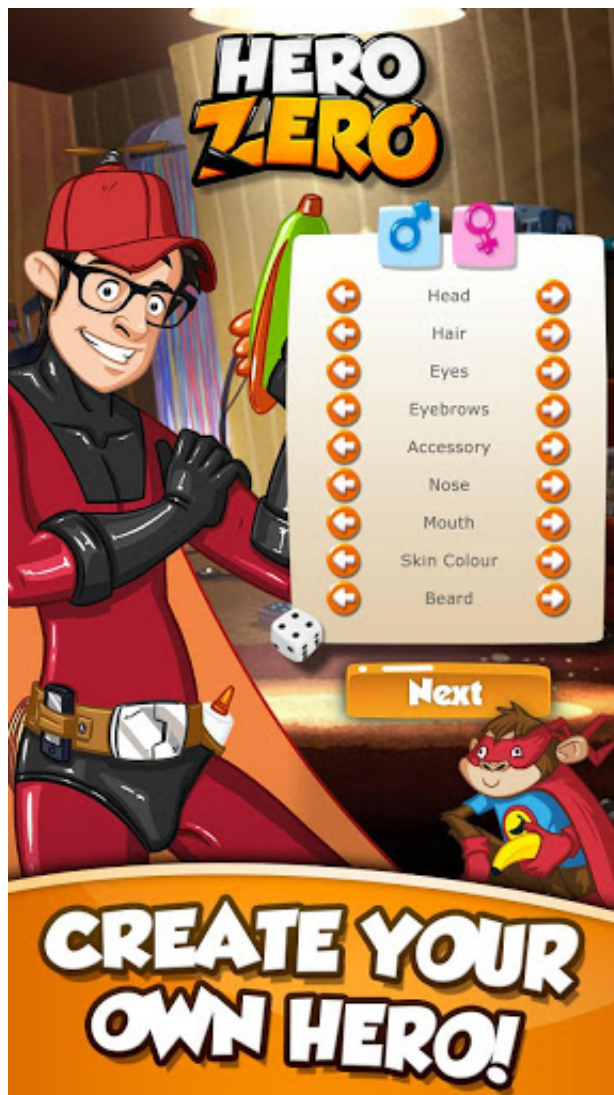 HERO
ZERO
Head
Hair
Eyes
Eyebrows
Accessory
Nose
Mouth
Skin Colour
Beard
Next
CREATE YOUR
OWN HERO!